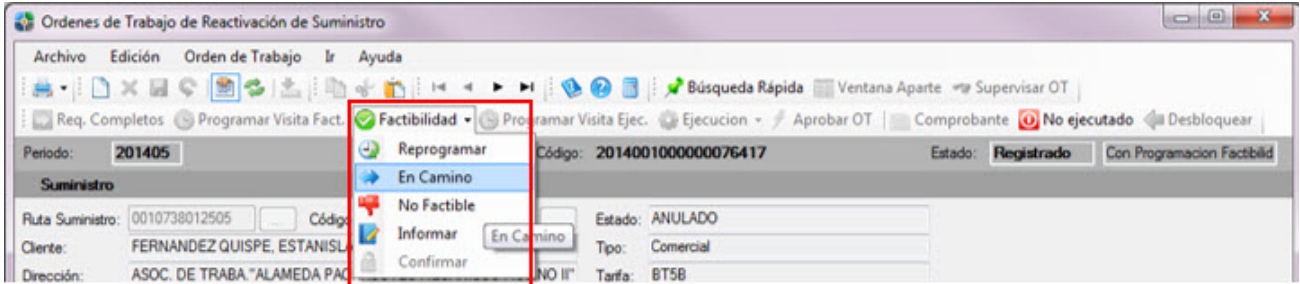 Ordenes de Trabajo de Reactivación de Suministro
Archivo Edición Orden de Trabajo Ir Ayuda
Búsqueda Rápida Ventana Aparte Supervisar OT
Req. Completos Programar Visita Fact. Factibilidad Programar Visita Ejec. Ejecucion Aprobar OT Comprobante No ejecutado Desbloquear
Periodo: 201405 Código: 2014001000000076417 Estado: Registrado Con Programacion Factibilid
Reprogramar
En Camino
No Factible
Informar
Confirmar
En Camino
Suministro
Ruta Suministro: 0010738012505 ... Códig Estado: ANULADO
Cliente: FERNANDEZ QUISPE, ESTANISL Tipo: Comercial
Dirección: ASOC. DE TRABA."ALAMEDA PAC NO II" Tarifa: BT5B